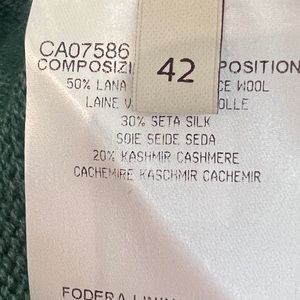 CA07586
42
COMPOSIZI POSITION
50% LANA CE WOOL
LAINE V OLLE
30% SETA SILK
SOIE SEIDE SEDA
20% KASHMIR CASHMERE
CACHEMIRE KASCHMIR CACHEMIR
FODERA